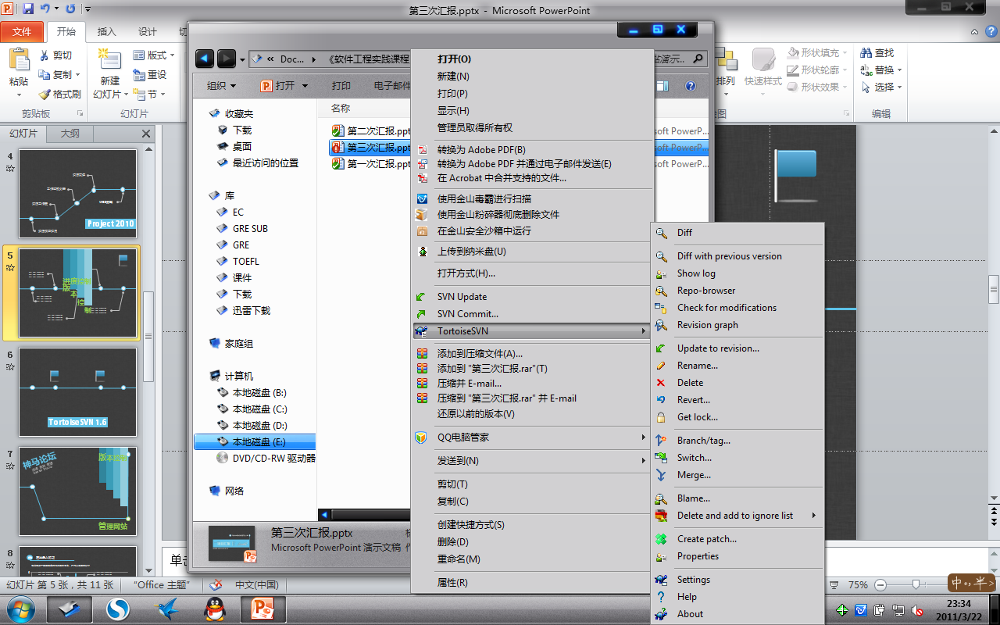 第三次汇报.pptx - Microsoft PowerPoint
文件
开始
插入
设计
切
粘贴
剪切
复制
格式刷
剪贴板
新建
幻灯片
版式
重设
节
幻灯片
排列
快速样式
形状填充
形状轮廓
形状效果
查找
替换
选择
编辑
幻灯片
大纲
4
Project 2010
5
版本控制
6
TortoiseSVN 1.6
7
神马论坛
管理网站
8
« Doc...
《软件工程实践课程
演示...
组织
打开
打印
电子邮件
收藏夹
下载
桌面
最近访问的位置
库
EC
GRE SUB
GRE
TOEFL
课件
下载
迅雷下载
家庭组
计算机
本地磁盘 (B:)
本地磁盘 (C:)
本地磁盘 (D:)
本地磁盘 (E:)
DVD/CD-RW 驱动器
网络
名称
第二次汇报.ppt
第三次汇报.ppt
第一次汇报.ppt
osoft PowerP...
osoft PowerP...
osoft PowerP...
第三次汇报.pptx
Microsoft PowerPoint 演示文稿
打开(O)
新建(N)
打印(P)
显示(H)
管理员取得所有权
转换为 Adobe PDF(B)
转换为 Adobe PDF 并通过电子邮件发送(E)
在 Acrobat 中合并支持的文件...
使用金山毒霸进行扫描
使用金山粉碎器彻底删除文件
在金山安全沙箱中运行
上传到纳米盘(U)
打开方式(H)...
SVN Update
SVN Commit...
TortoiseSVN
添加到压缩文件(A)...
添加到 "第三次汇报.rar"(T)
压缩并 E-mail...
压缩到 "第三次汇报.rar" 并 E-mail
还原以前的版本(V)
QQ电脑管家
发送到(N)
剪切(T)
复制(C)
创建快捷方式(S)
删除(D)
重命名(M)
属性(R)
Diff
Diff with previous version
Show log
Repo-browser
Check for modifications
Revision graph
Update to revision...
Rename...
Delete
Revert...
Get lock...
Branch/tag...
Switch...
Merge...
Blame...
Delete and add to ignore list
Create patch...
Properties
Settings
Help
About
单击
幻灯片 第 5 张，共 11 张
"Office 主题"
中文(中国)
75%
中 半
23:34
2011/3/22